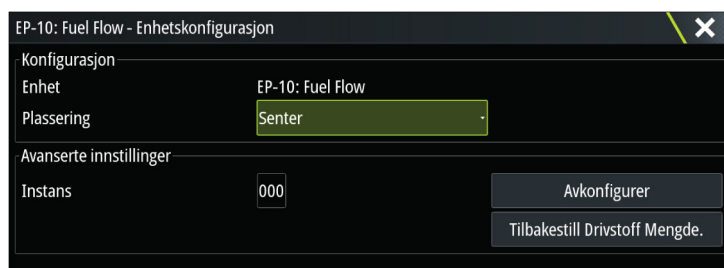 EP-10: Fuel Flow - Enhetskonfigurasjon
Konfigurasjon
Enhet EP-10: Fuel Flow
Plassering Senter
Avanserte innstillinger
Instans 000 Avkonfigurer
Tilbakestill Drivstoff Mengde.